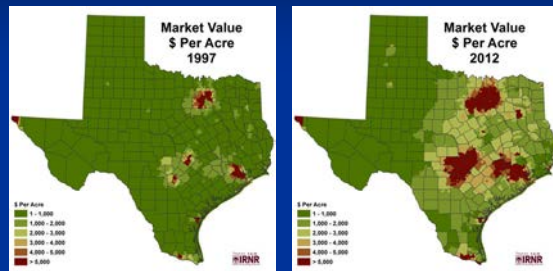 Market Value
$ Per Acre
1997
$ Per Acre
1 - 1,000
1,000 - 2,000
2,000 - 3,000
3,000 - 4,000
4,000 - 5,000
> 5,000
IRNR
Market Value
$ Per Acre
2012
$ Per Acre
1 - 1,000
1,000 - 2,000
2,000 - 3,000
3,000 - 4,000
4,000 - 5,000
> 5,000
IRNR